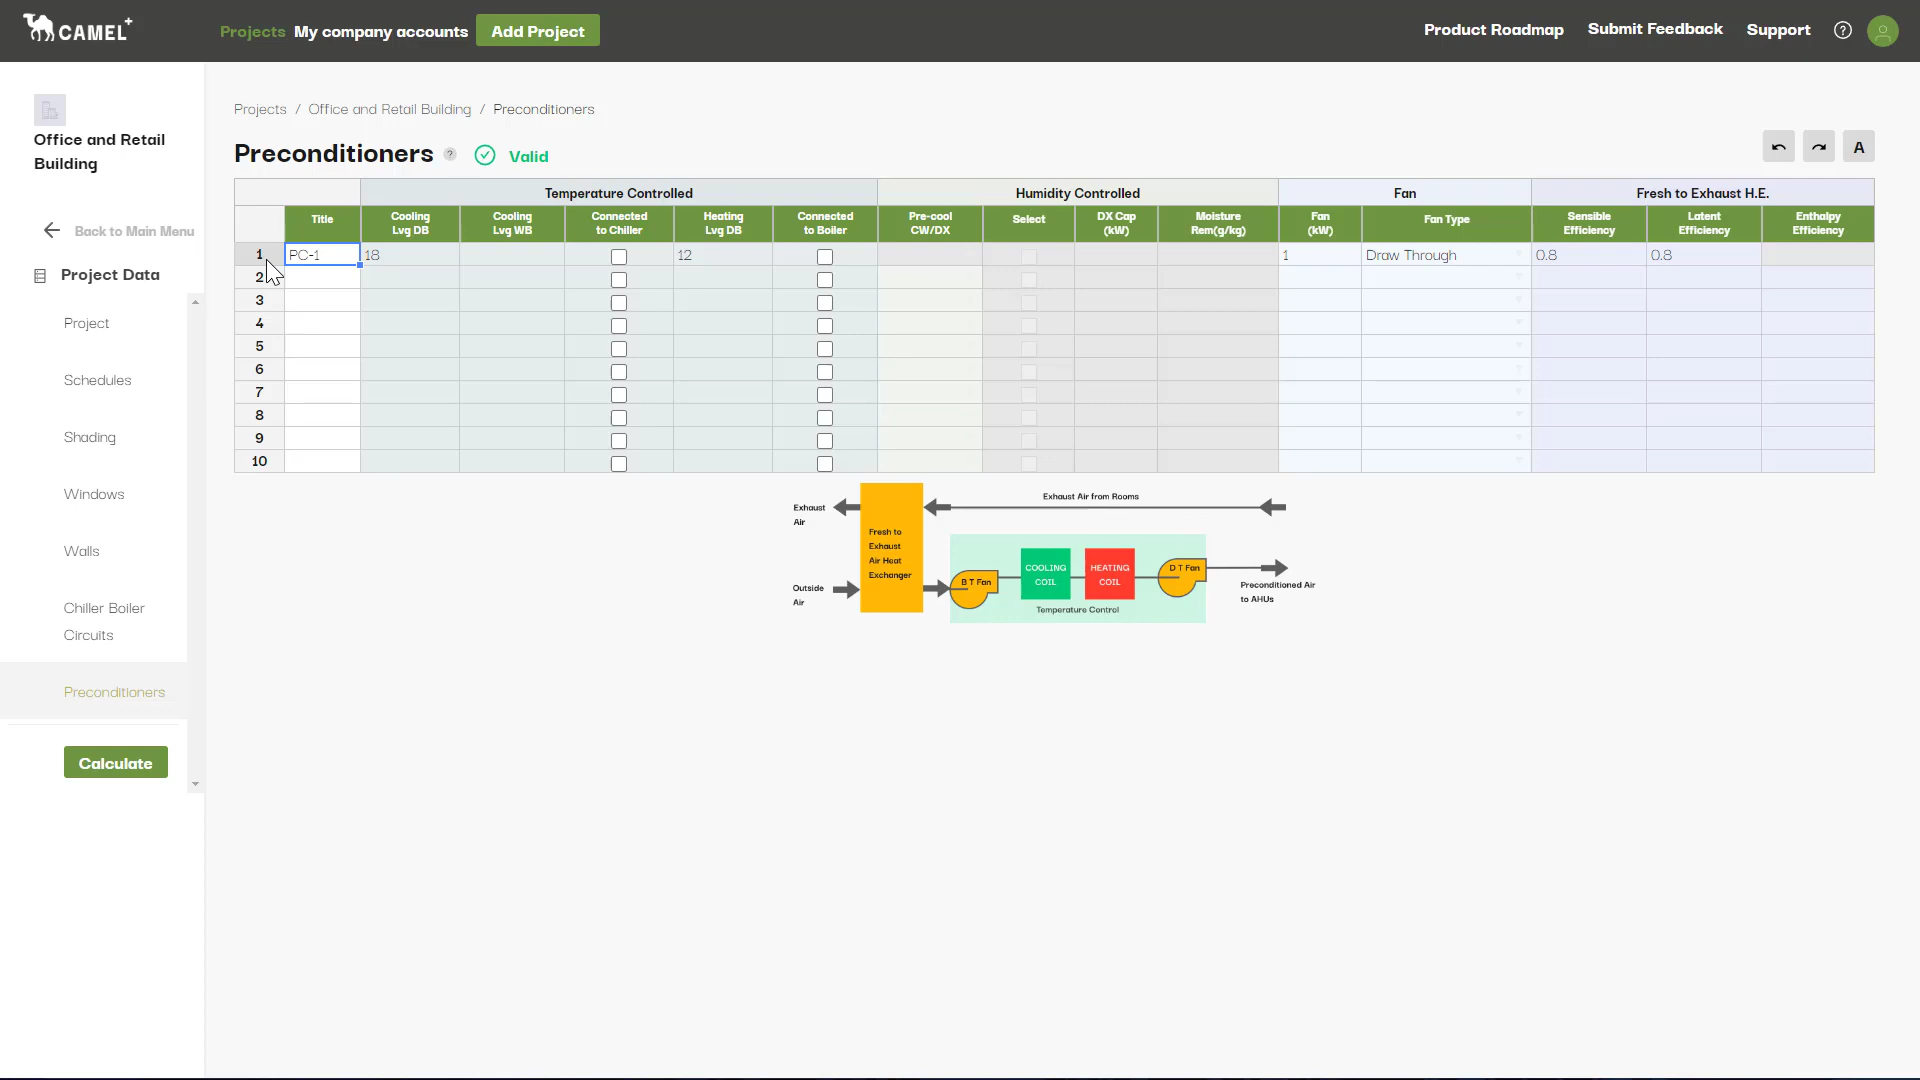 CAMEL+
Projects My company accounts Add Project
Product Roadmap Submit Feedback Support ?
Office and Retail
Building
Back to Main Menu
Project Data
Project
Schedules
Shading
Windows
Walls
Chiller Boiler
Circuits
Preconditioners
Calculate
Projects / Office and Retail Building / Preconditioners
Preconditioners ? Valid
A
Temperature Controlled Humidity Controlled Fan Fresh to Exhaust H.E.
Title Cooling Lvg DB Cooling Lvg WB Connected to Chiller Heating Lvg DB Connected to Boiler Pre-cool CW/DX Select DX Cap (kW) Moisture Rem(g/kg) Fan (kW) Fan Type Sensible Efficiency Latent Efficiency Enthalpy Efficiency
1 PC-1 18 12 1 Draw Through 0.8 0.8
2
3
4
5
6
7
8
9
10
Exhaust Air from Rooms
Exhaust
Air
Fresh to
Exhaust
Air Heat
Exchanger
Outside
Air
B T Fan
COOLING
COIL
HEATING
COIL
D T Fan
Temperature Control
Preconditioned Air
to AHUs